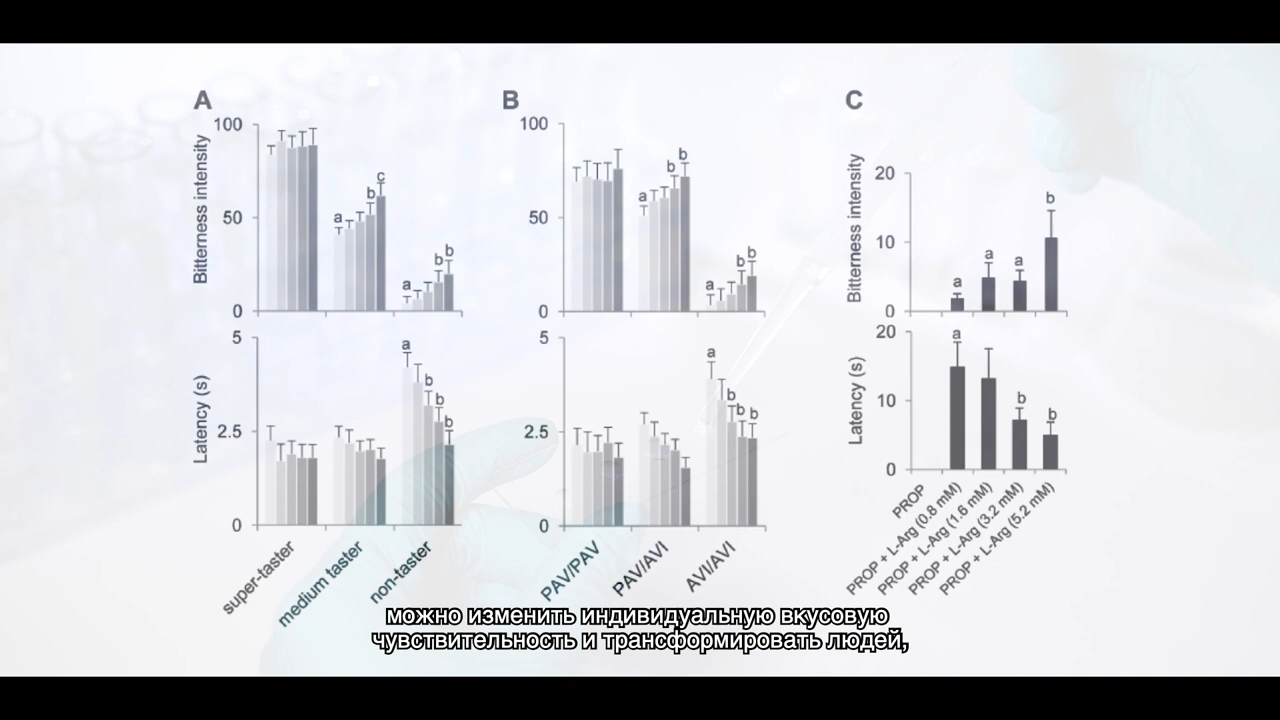 A
B
C
Bitterness intensity
100
50
0
a
b
c
a
b
b
Bitterness intensity
100
50
0
a
b
b
a
b
b
Bitterness intensity
20
10
0
a
a
a
b
Latency (s)
5
2.5
0
a
b
b
b
5
2.5
0
a
b
b
b
Latency (s)
20
10
0
a
b
b
super-taster
medium taster
non-taster
PAV/PAV
PAV/AVI
AVI/AVI
PROP
PROP + L-Arg (0.8 mM)
PROP + L-Arg (1.6 mM)
PROP + L-Arg (3.2 mM)
PROP + L-Arg (5.2 mM)
можно изменить индивидуальную вкусовую
чувствительность и трансформировать людей,